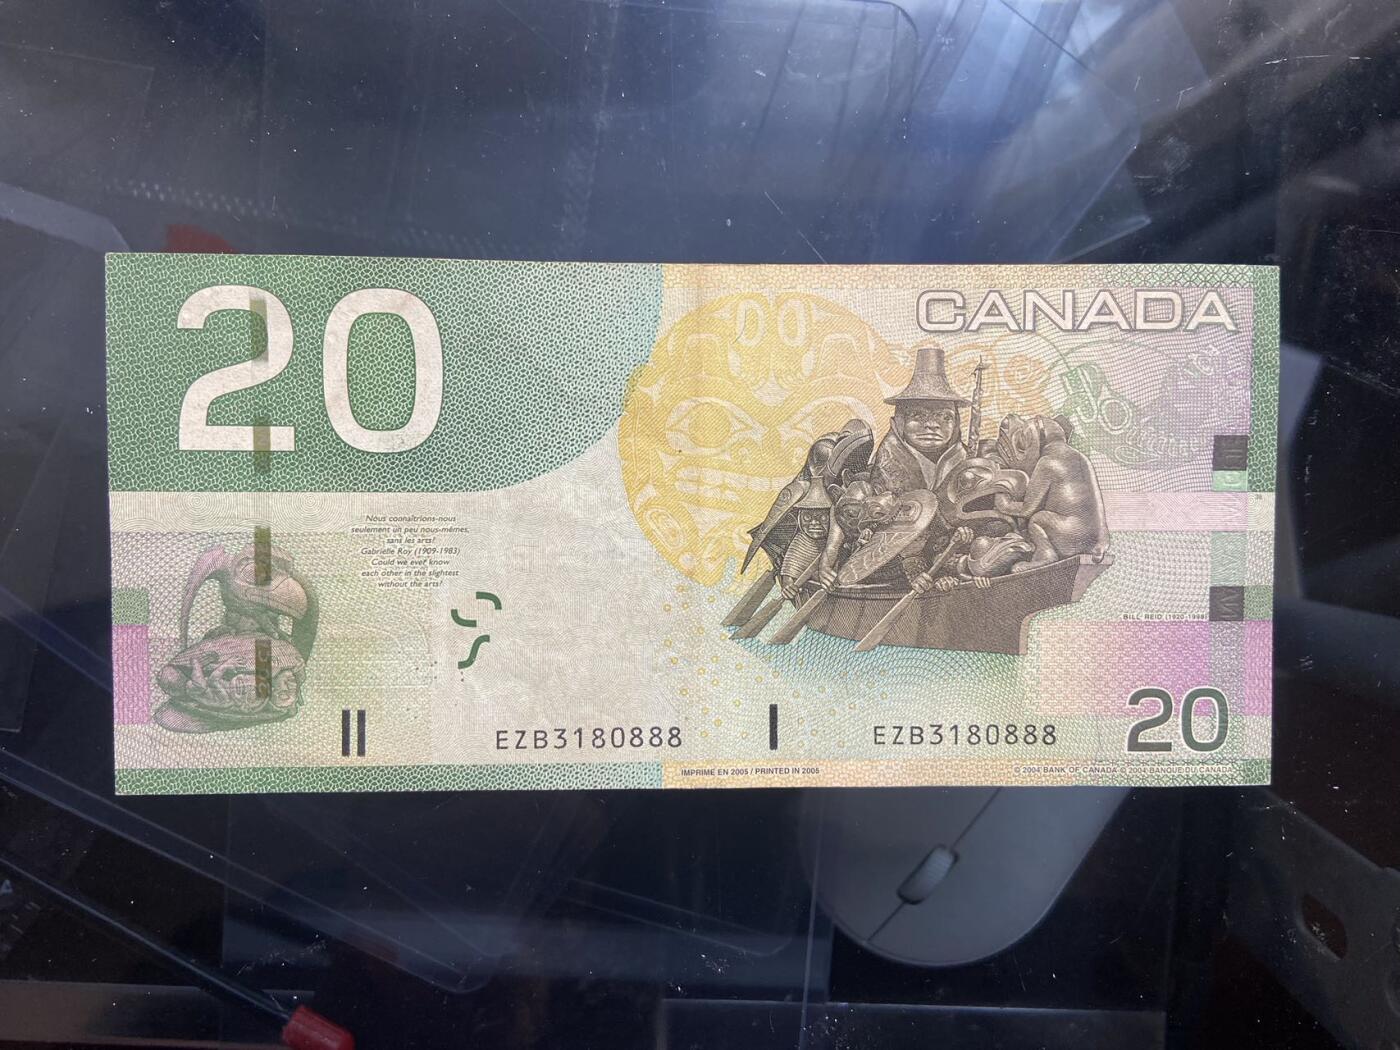 20
CANADA
Nous connaîtrions-nous
seulement un peu nous-mêmes,
sans les arts?
Gabrielle Roy (1909-1983)
Could we ever know
each other in the slightest
without the arts?
BILL REID (1920-1998)
EZB3180888
EZB3180888
20
IMPRIMÉ EN 2005 / PRINTED IN 2005
© 2004 BANK OF CANADA © 2004 BANQUE DU CANADA